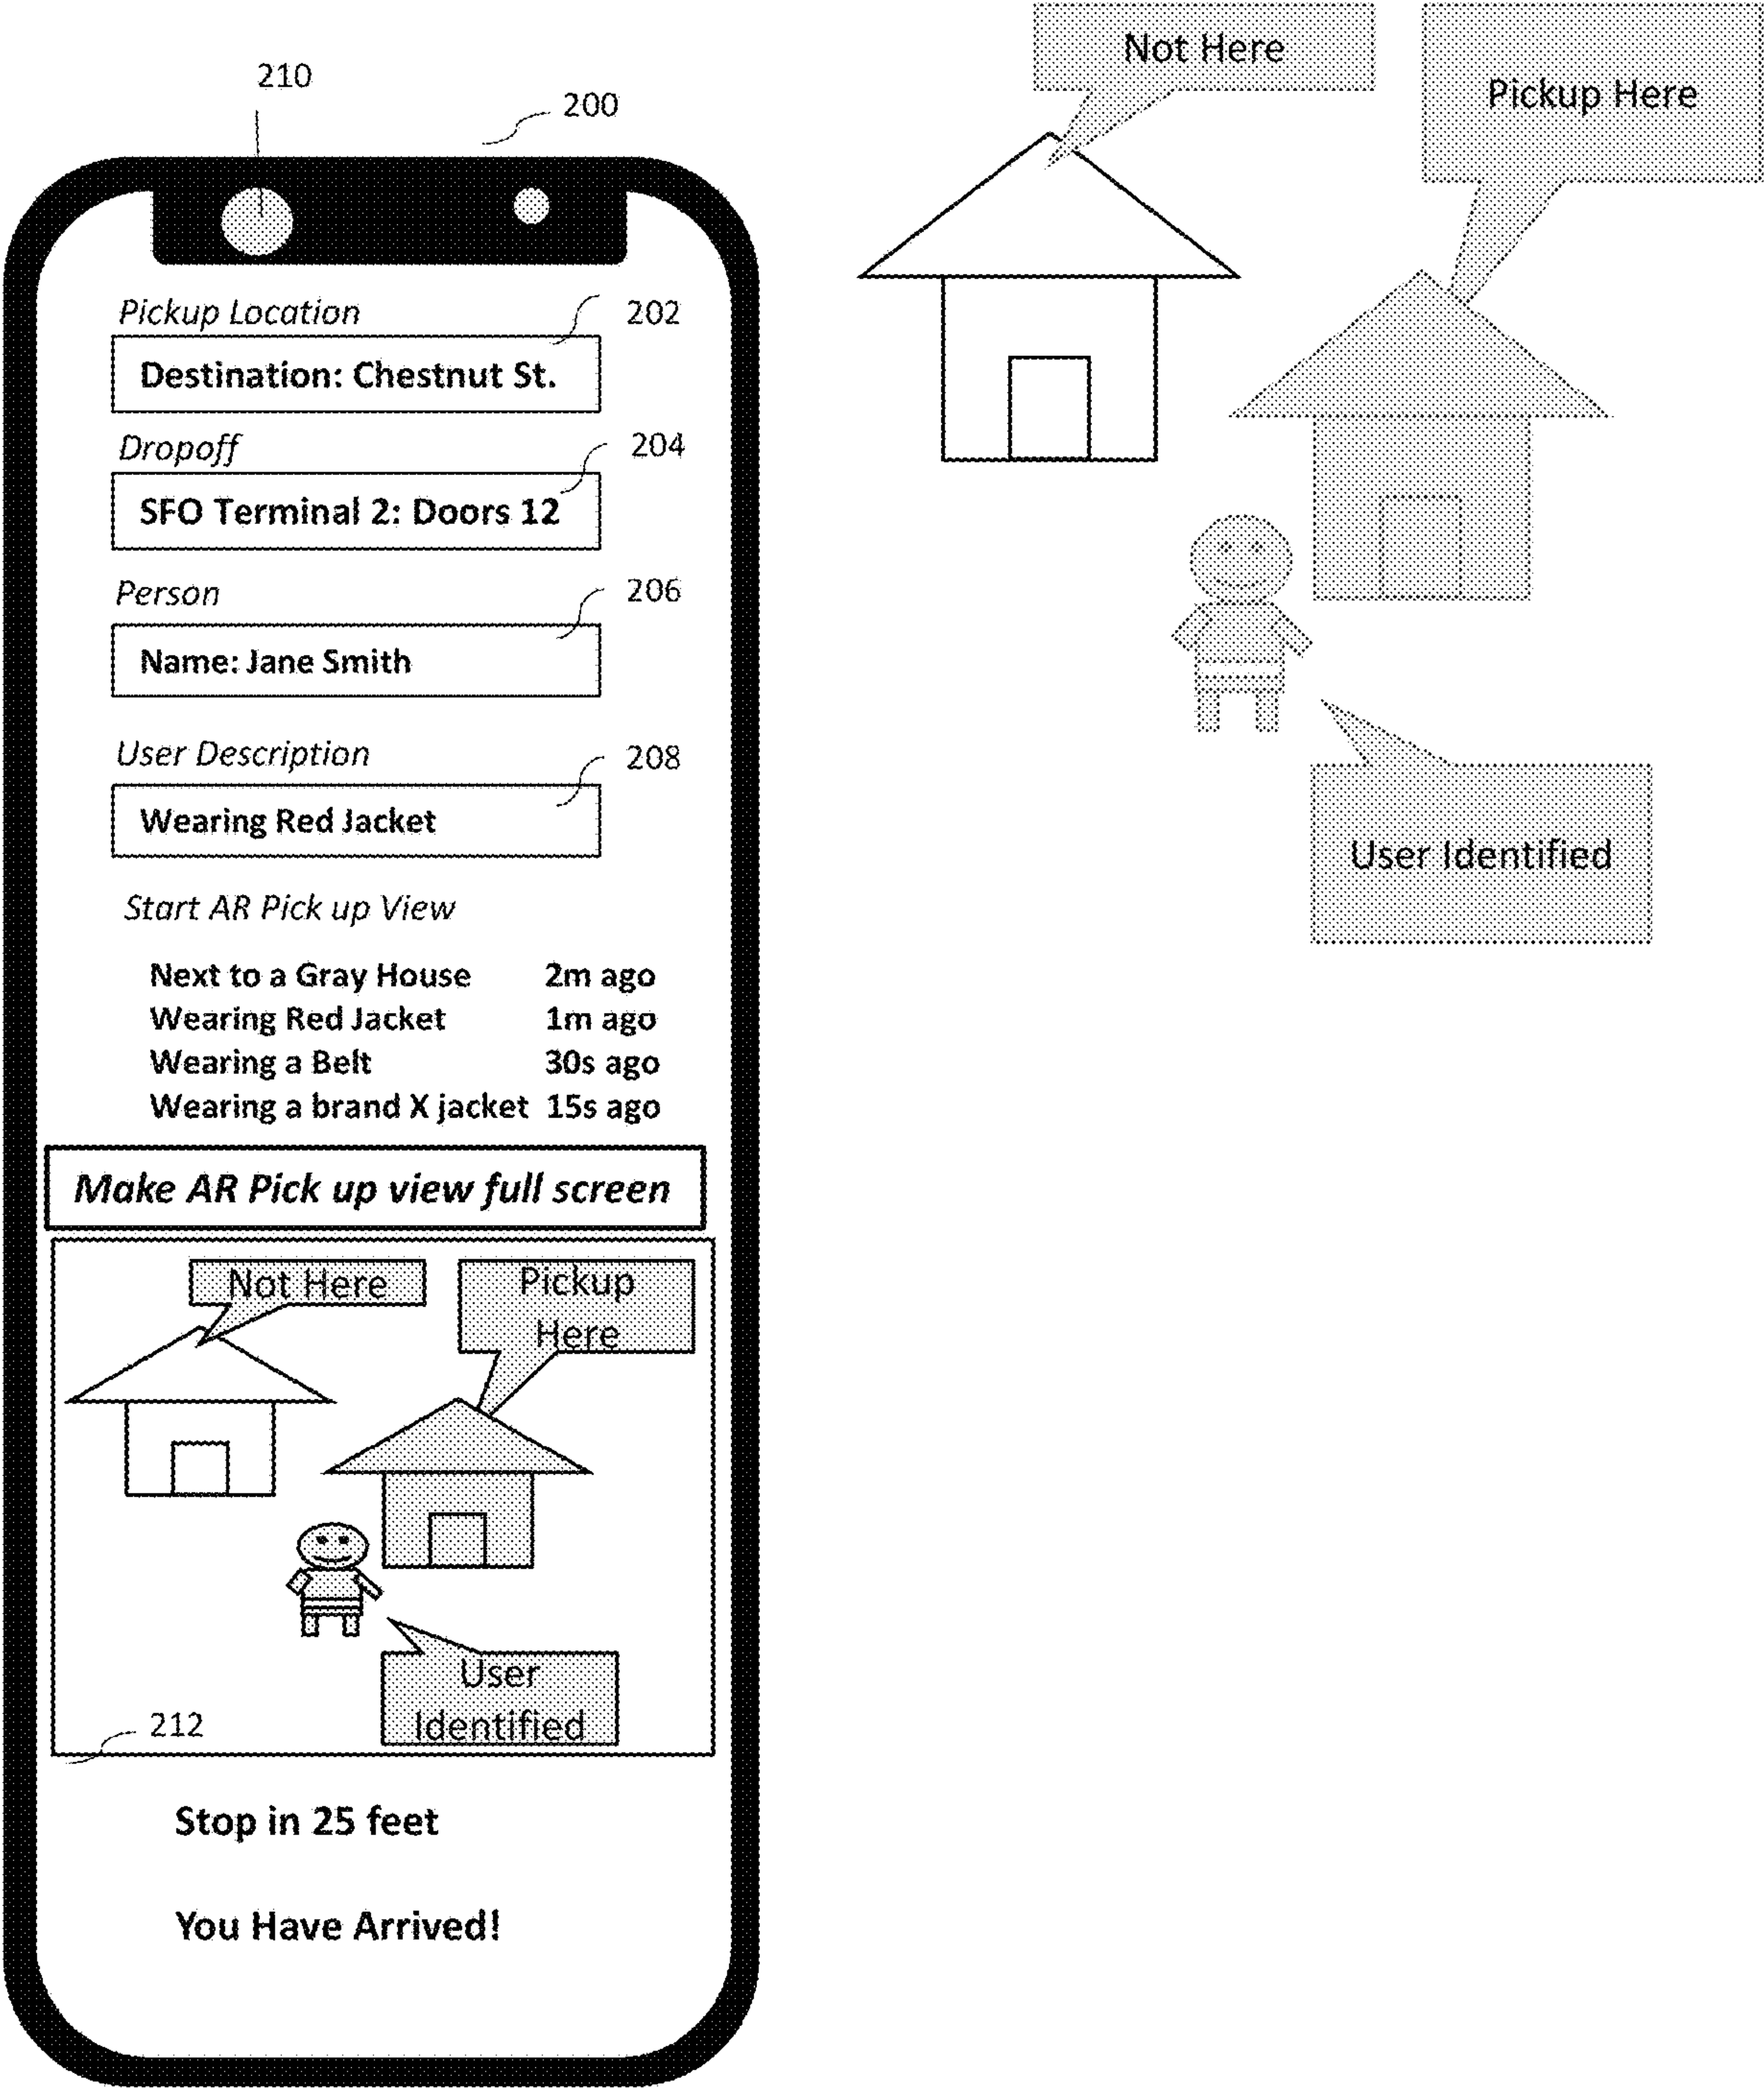 210
200
Pickup Location
202
Destination: Chestnut St.
Dropoff
204
SFO Terminal 2: Doors 12
Person
206
Name: Jane Smith
User Description
208
Wearing Red Jacket
Start AR Pick up View
Next to a Gray House 2m ago
Wearing Red Jacket 1m ago
Wearing a Belt 30s ago
Wearing a brand X jacket 15s ago
Make AR Pick up view full screen
Not Here
Pickup
Here
User
Identified
212
Stop in 25 feet
You Have Arrived!
Not Here
Pickup Here
User Identified